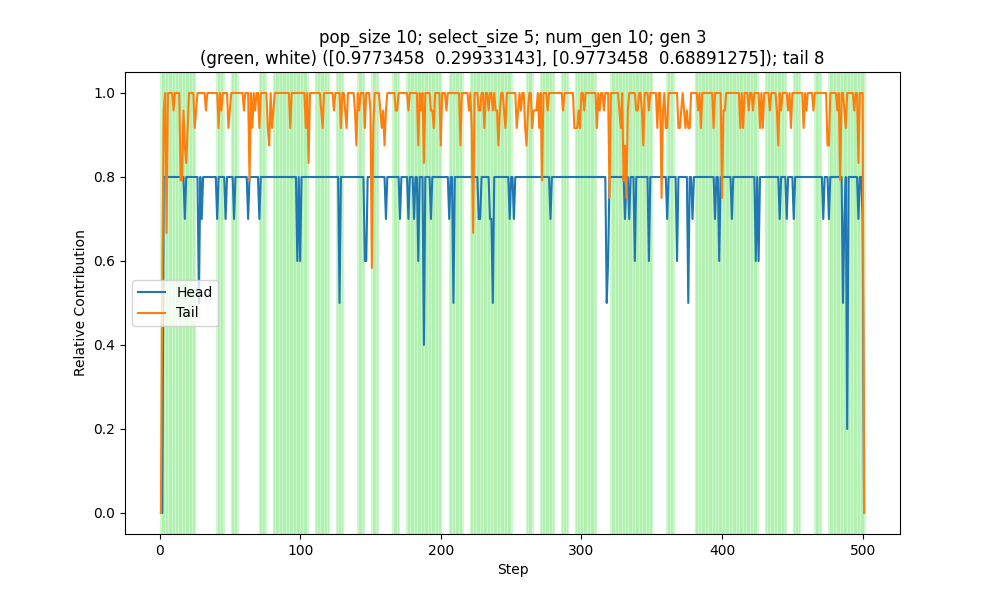 pop_size 10; select_size 5; num_gen 10; gen 3
(green, white) ([0.9773458  0.29933143], [0.9773458  0.68891275]); tail 8
1.0
0.8
0.6
0.4
0.2
0.0
Relative Contribution
Head
Tail
0
100
200
300
400
500
Step